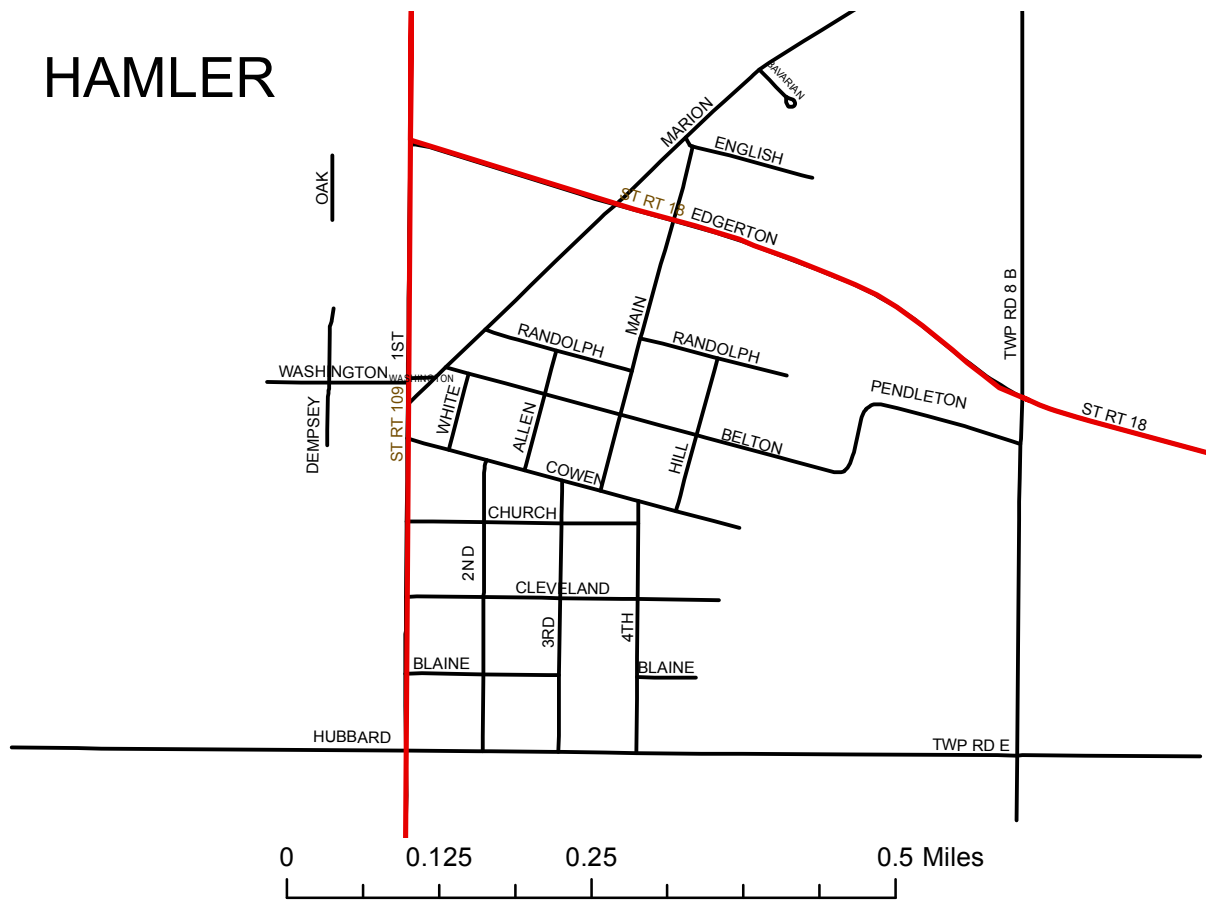 HAMLER
BAVARIAN
MARION
ENGLISH
OAK
ST RT 18
EDGERTON
TWP RD 8 B
MAIN
1ST
RANDOLPH
RANDOLPH
WASHINGTON
WASHINGTON
PENDLETON
ST RT 18
ST RT 109
WHITE
ALLEN
DEMPSEY
BELTON
HILL
COWEN
CHURCH
2ND
CLEVELAND
3RD
4TH
BLAINE
BLAINE
HUBBARD
TWP RD E
0 0.125 0.25 0.5 Miles